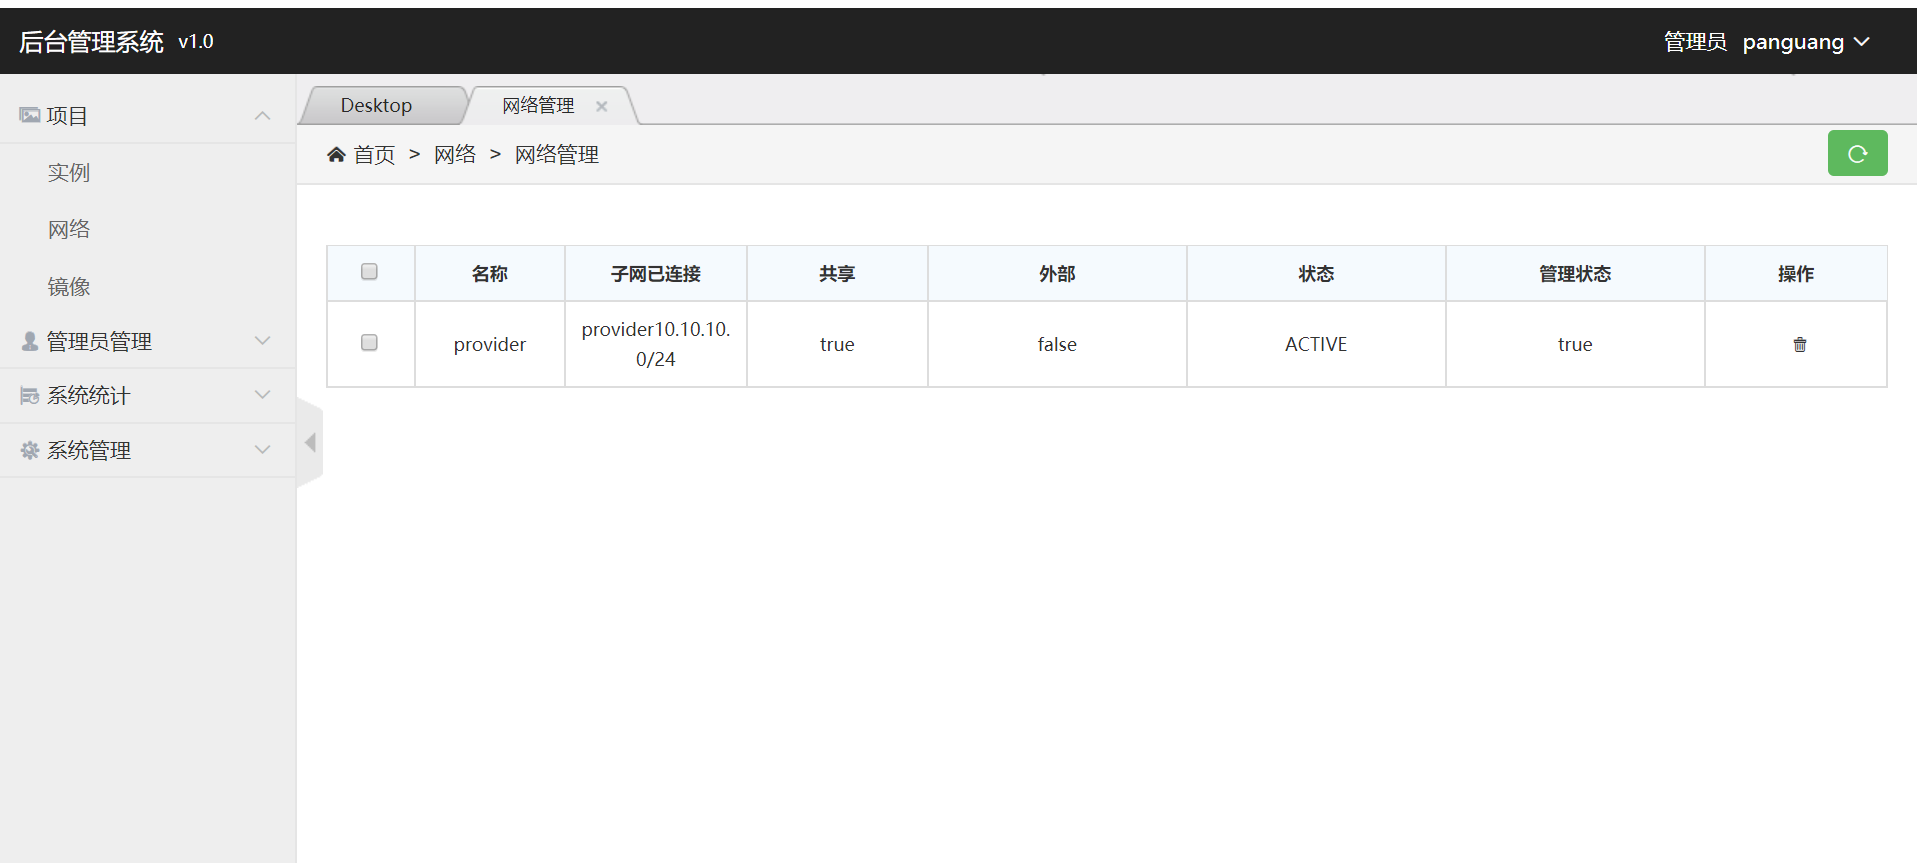 后台管理系统 v1.0
管理员 panguang
项目
实例
网络
镜像
管理员管理
系统统计
系统管理
Desktop
网络管理
首页 > 网络 > 网络管理
名称 子网已连接 共享 外部 状态 管理状态 操作
provider provider10.10.10. true false ACTIVE true
0/24